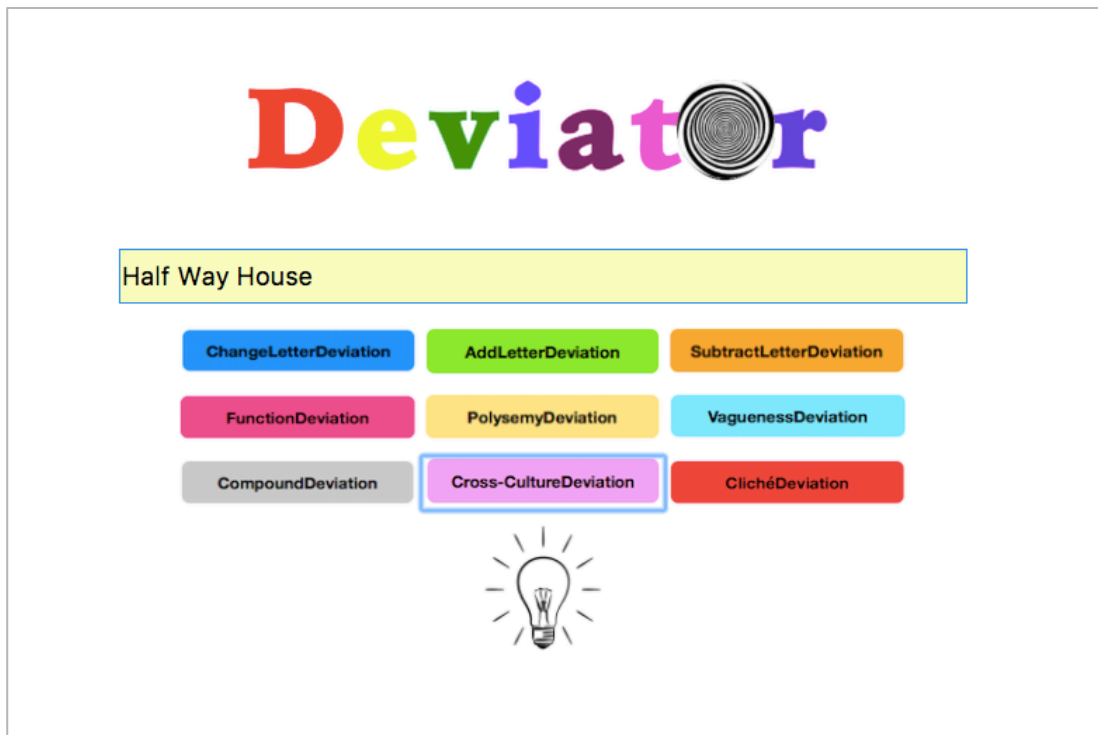 Deviator
Half Way House
ChangeLetterDeviation AddLetterDeviation SubtractLetterDeviation
FunctionDeviation PolysemyDeviation VaguenessDeviation
CompoundDeviation Cross-CultureDeviation ClichéDeviation